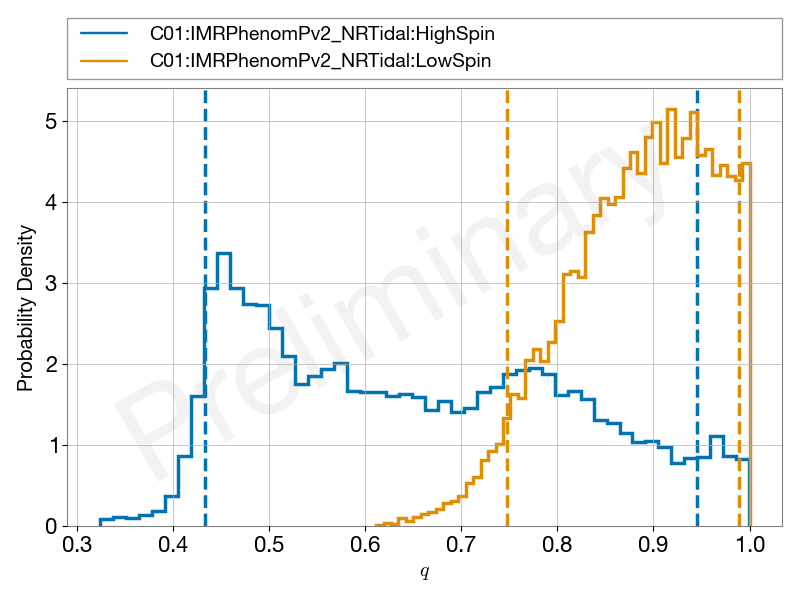 C01:IMRPhenomPv2_NRTidal:HighSpin
C01:IMRPhenomPv2_NRTidal:LowSpin
Probability Density
5
4
3
2
1
0
0.3 0.4 0.5 0.6 0.7 0.8 0.9 1.0
q
Preliminary